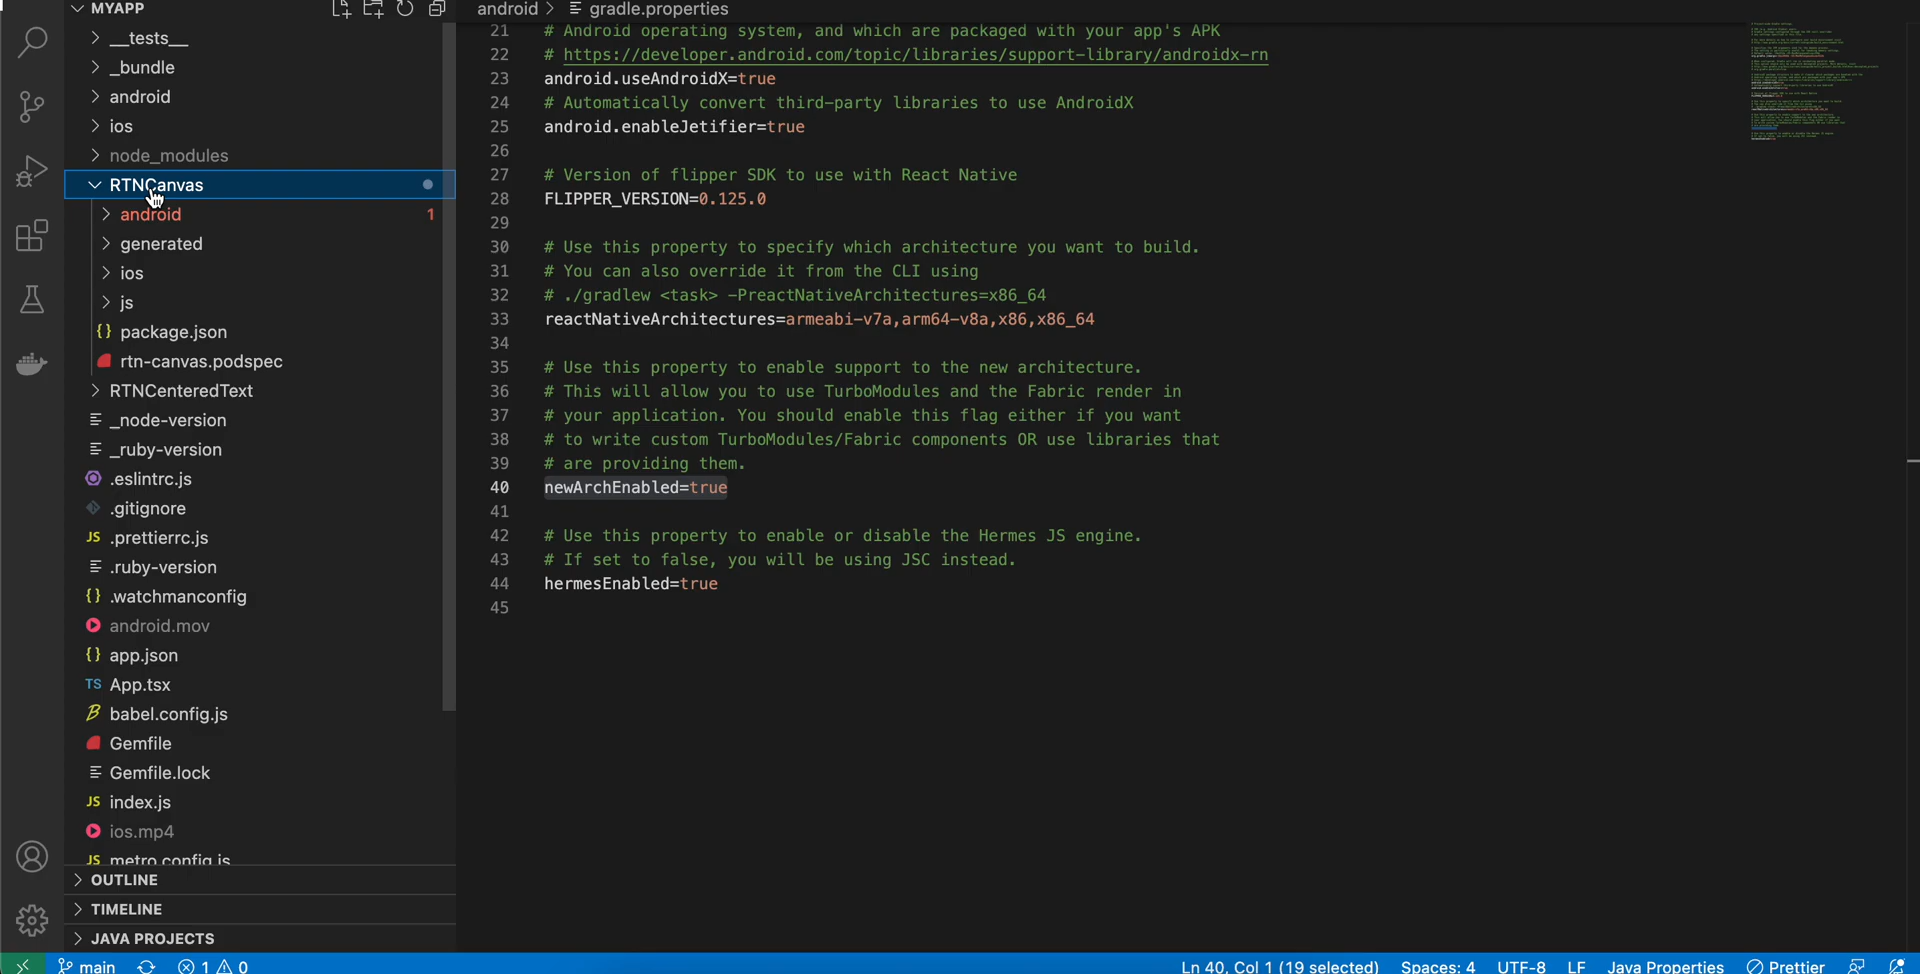 MYAPP
__tests__
_bundle
android
ios
node_modules
RTNCanvas
android 1
generated
ios
js
{} package.json
rtn-canvas.podspec
RTNCenteredText
_node-version
_ruby-version
.eslintrc.js
.gitignore
JS .prettierrc.js
.ruby-version
{} .watchmanconfig
android.mov
{} app.json
TS App.tsx
babel.config.js
Gemfile
Gemfile.lock
JS index.js
ios.mp4
JS metro.config.js
OUTLINE
TIMELINE
JAVA PROJECTS
android > gradle.properties
21 # Android operating system, and which are packaged with your app's APK
22 # https://developer.android.com/topic/libraries/support-library/androidx-rn
23 android.useAndroidX=true
24 # Automatically convert third-party libraries to use AndroidX
25 android.enableJetifier=true
26
27 # Version of flipper SDK to use with React Native
28 FLIPPER_VERSION=0.125.0
29
30 # Use this property to specify which architecture you want to build.
31 # You can also override it from the CLI using
32 # ./gradlew <task> -PreactNativeArchitectures=x86_64
33 reactNativeArchitectures=armeabi-v7a,arm64-v8a,x86,x86_64
34
35 # Use this property to enable support to the new architecture.
36 # This will allow you to use TurboModules and the Fabric render in
37 # your application. You should enable this flag either if you want
38 # to write custom TurboModules/Fabric components OR use libraries that
39 # are providing them.
40 newArchEnabled=true
41
42 # Use this property to enable or disable the Hermes JS engine.
43 # If set to false, you will be using JSC instead.
44 hermesEnabled=true
45
main 1 0 Ln 40, Col 1 (19 selected) Spaces: 4 UTF-8 LF Java Properties Prettier